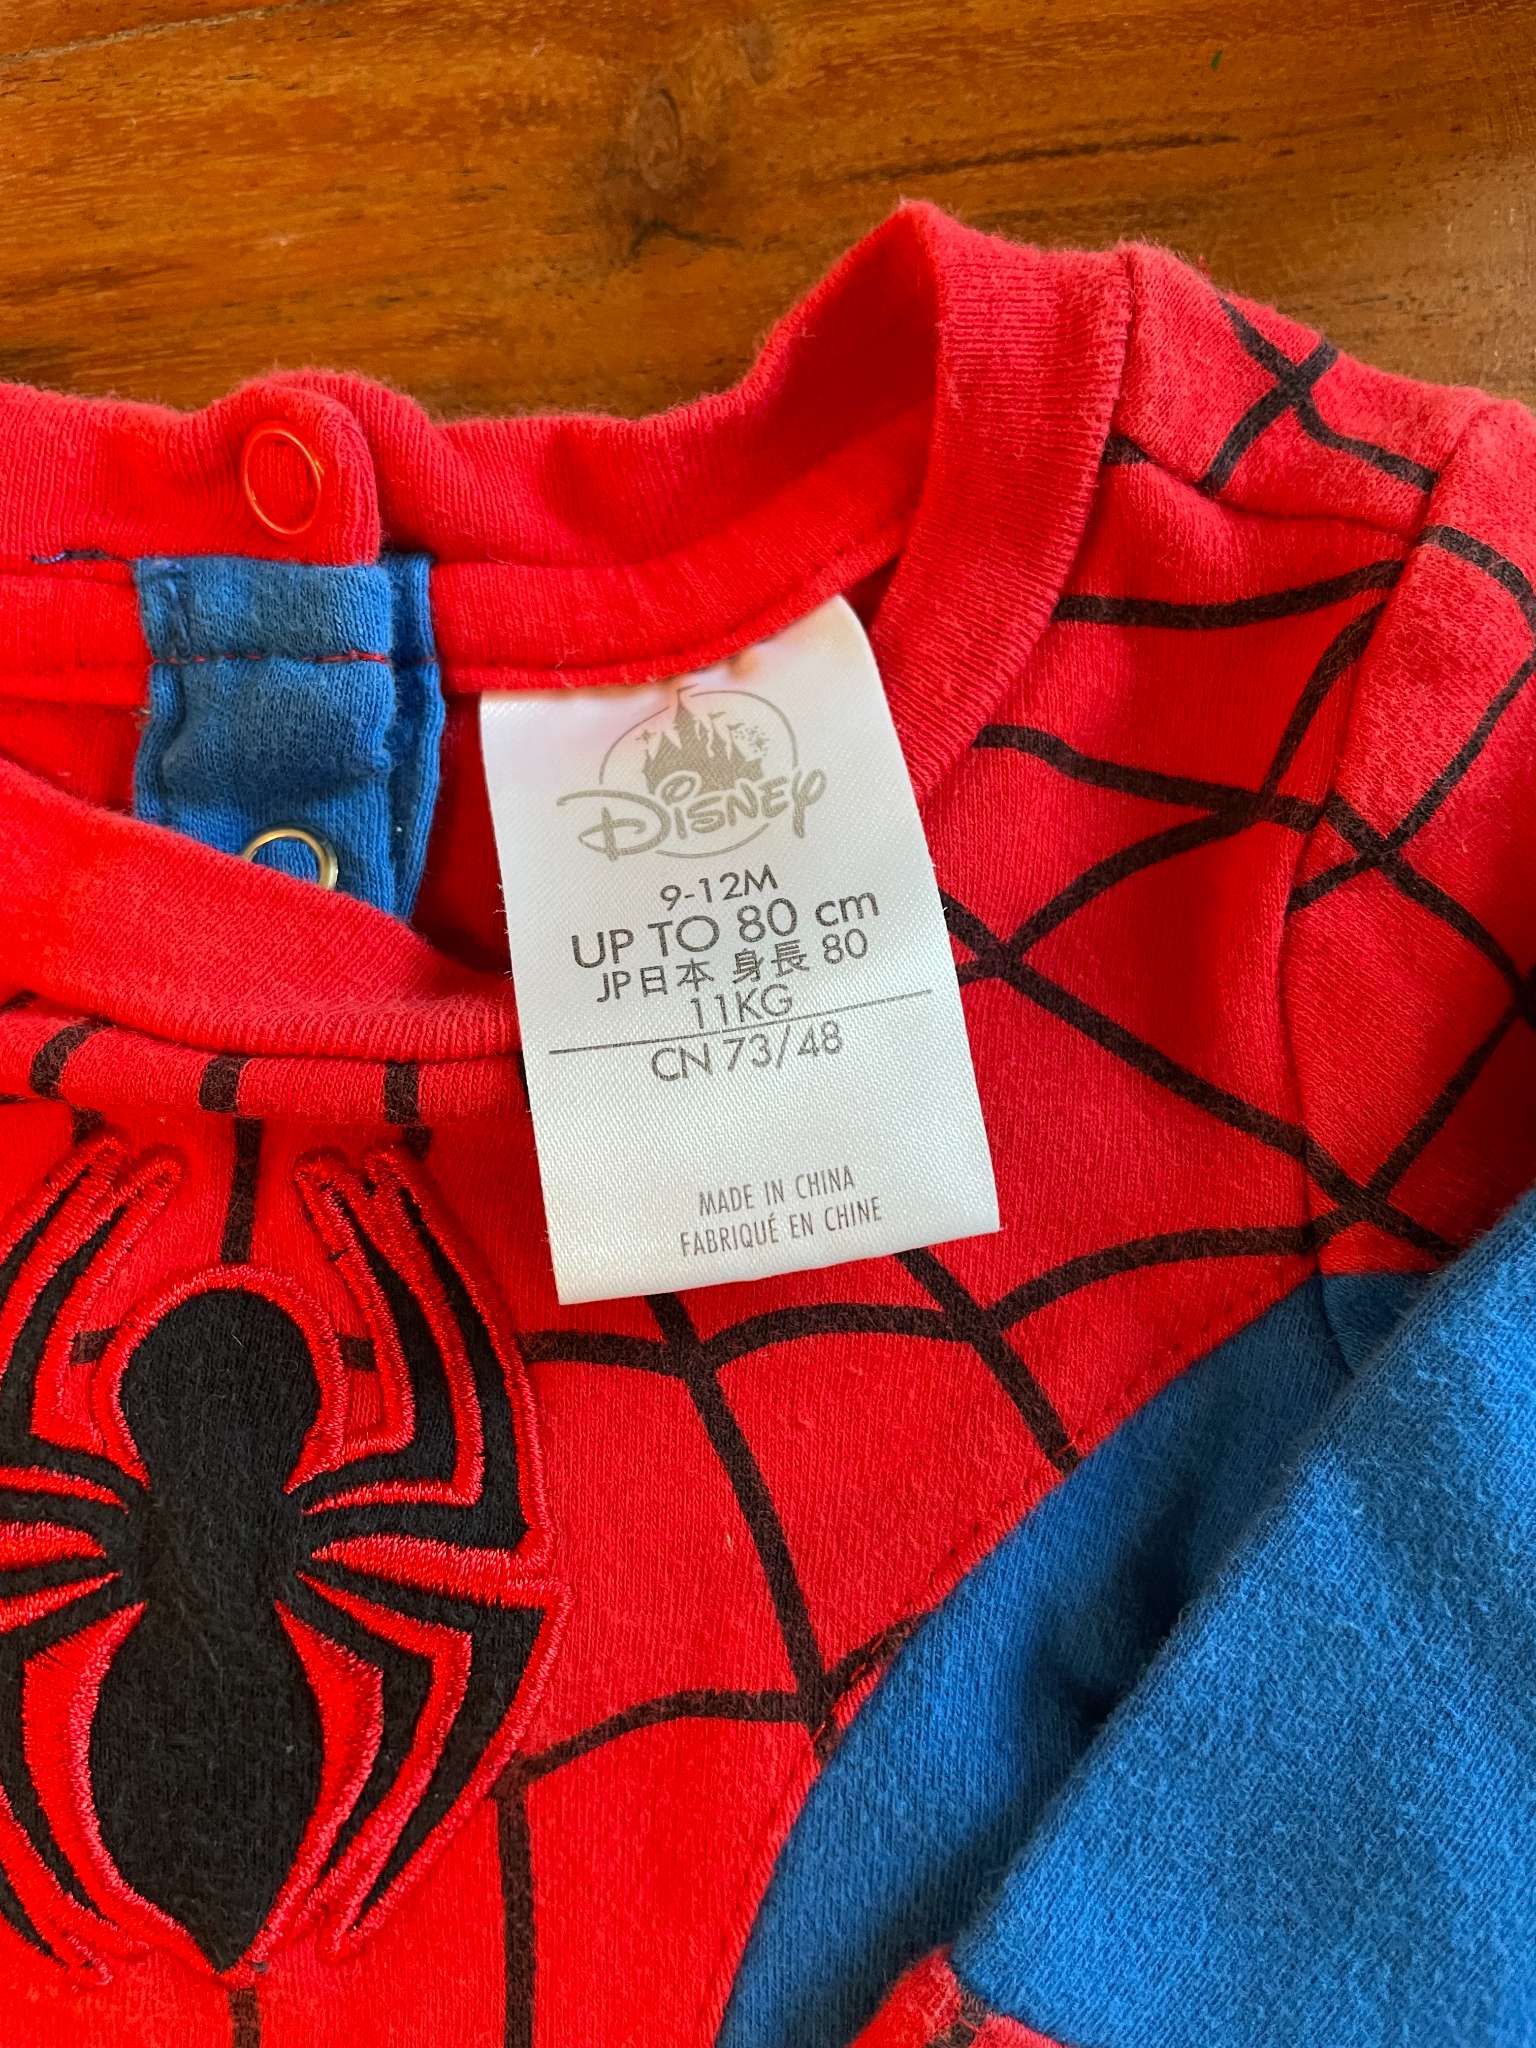 Disney
9-12M
UP TO 80 cm
JP日本 身長 80
11KG
CN 73/48
MADE IN CHINA
FABRIQUÉ EN CHINE